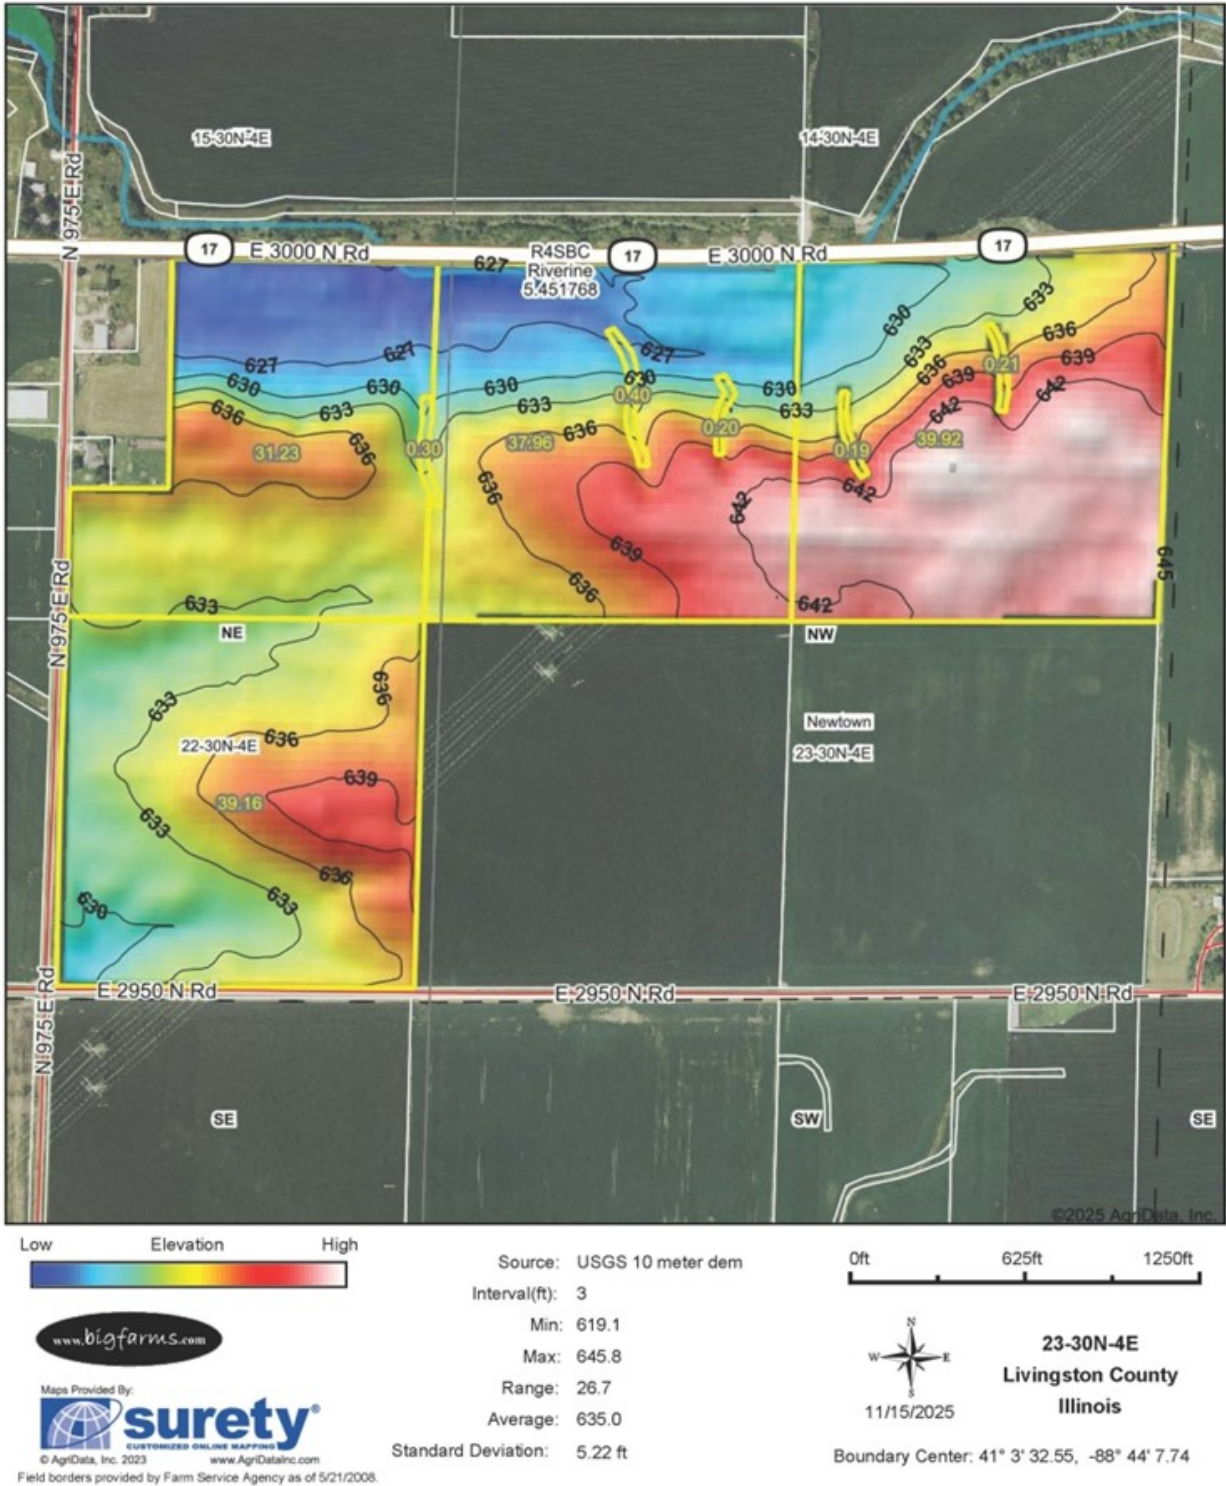 15-30N-4E
14-30N-4E
N 975 E Rd
17
E 3000 N Rd
R4SBC
Riverine
5.451768
17
E 3000 N Rd
17
627
633
630
627
627
627
633
636
639
630
630
630
630
630
636
642
636
633
633
633
639
642
0.21
0.40
0.20
31.23
636
0.30
37.96
636
0.19
39.92
636
642
642
639
636
645
N 975 E Rd
633
642
NE
NW
636
633
Newtown
22-30N-4E
636
23-30N-4E
639
39.16
633
636
633
630
N 975 E Rd
E 2950 N Rd
E 2950 N Rd
E 2950 N Rd
SE
SW
SE
©2025 AgriData, Inc.
Low Elevation High
www.bigfarms.com
Maps Provided By:
surety®
CUSTOMIZED ONLINE MAPPING
© AgriData, Inc. 2023 www.AgriDataInc.com
Field borders provided by Farm Service Agency as of 5/21/2008.
Source: USGS 10 meter dem
Interval(ft): 3
Min: 619.1
Max: 645.8
Range: 26.7
Average: 635.0
Standard Deviation: 5.22 ft
0ft 625ft 1250ft
N
W E
S
11/15/2025
23-30N-4E
Livingston County
Illinois
Boundary Center: 41° 3' 32.55, -88° 44' 7.74